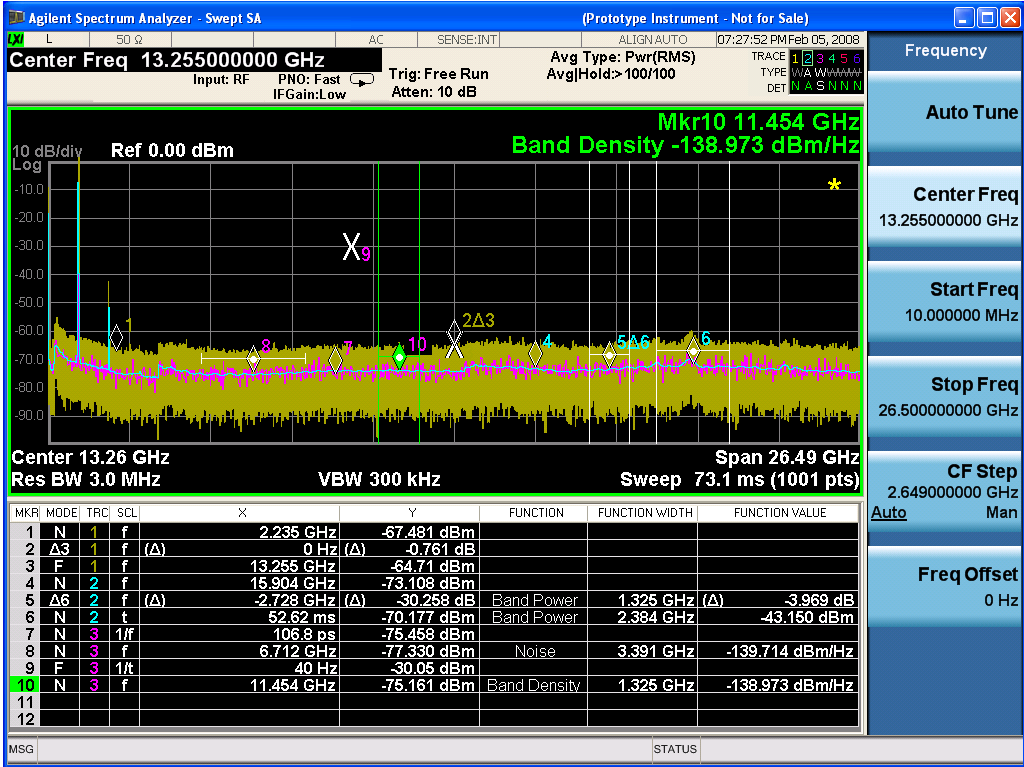 Agilent Spectrum Analyzer - Swept SA (Prototype Instrument - Not for Sale)
LXI L 50 Ω AC SENSE:INT ALIGN AUTO 07:27:52 PM Feb 05, 2008
Center Freq 13.255000000 GHz
Input: RF PNO: Fast
IFGain:Low
Trig: Free Run
Atten: 10 dB
Avg Type: Pwr(RMS)
Avg|Hold:>100/100
TRACE 1 2 3 4 5 6
TYPE W A W W W W
DET N A S N N N
Frequency
Auto Tune
Center Freq
13.255000000 GHz
Start Freq
10.000000 MHz
Stop Freq
26.500000000 GHz
CF Step
2.649000000 GHz
Auto Man
Freq Offset
0 Hz
Mkr10 11.454 GHz
Band Density -138.973 dBm/Hz
10 dB/div Ref 0.00 dBm
Log
-10.0
-20.0
-30.0
-40.0
-50.0
-60.0
-70.0
-80.0
-90.0
*
9
1
8
7
10
2Δ3
4
5Δ6
6
Center 13.26 GHz Span 26.49 GHz
Res BW 3.0 MHz VBW 300 kHz Sweep 73.1 ms (1001 pts)
MKR MODE TRC SCL X Y FUNCTION FUNCTION WIDTH FUNCTION VALUE
1 N 1 f 2.235 GHz -67.481 dBm
2 Δ3 1 f (Δ) 0 Hz (Δ) -0.761 dB
3 F 1 f 13.255 GHz -64.71 dBm
4 N 2 f 15.904 GHz -73.108 dBm
5 Δ6 2 f (Δ) -2.728 GHz (Δ) -30.258 dB Band Power 1.325 GHz (Δ) -3.969 dB
6 N 2 t 52.62 ms -70.177 dBm Band Power 2.384 GHz -43.150 dBm
7 N 3 1/f 106.8 ps -75.458 dBm
8 N 3 f 6.712 GHz -77.330 dBm Noise 3.391 GHz -139.714 dBm/Hz
9 F 3 1/t 40 Hz -30.05 dBm
10 N 3 f 11.454 GHz -75.161 dBm Band Density 1.325 GHz -138.973 dBm/Hz
11
12
MSG STATUS